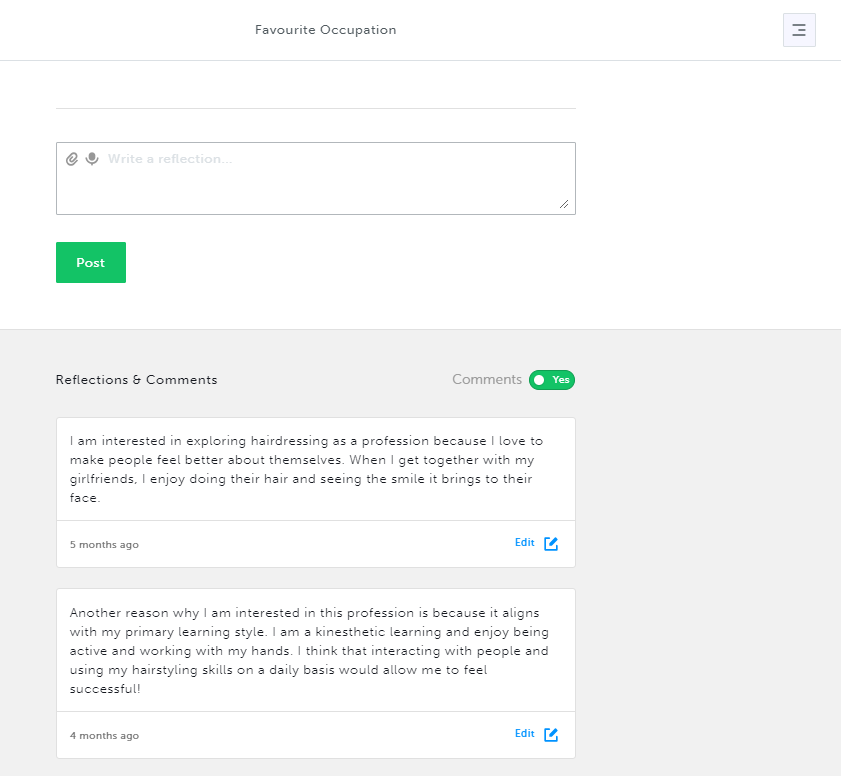 Favourite Occupation
Write a reflection...
Post
Reflections & Comments
Comments Yes
I am interested in exploring hairdressing as a profession because I love to
make people feel better about themselves. When I get together with my
girlfriends, I enjoy doing their hair and seeing the smile it brings to their
face.
5 months ago
Edit
Another reason why I am interested in this profession is because it aligns
with my primary learning style. I am a kinesthetic learning and enjoy being
active and working with my hands. I think that interacting with people and
using my hairstyling skills on a daily basis would allow me to feel
successful!
4 months ago
Edit